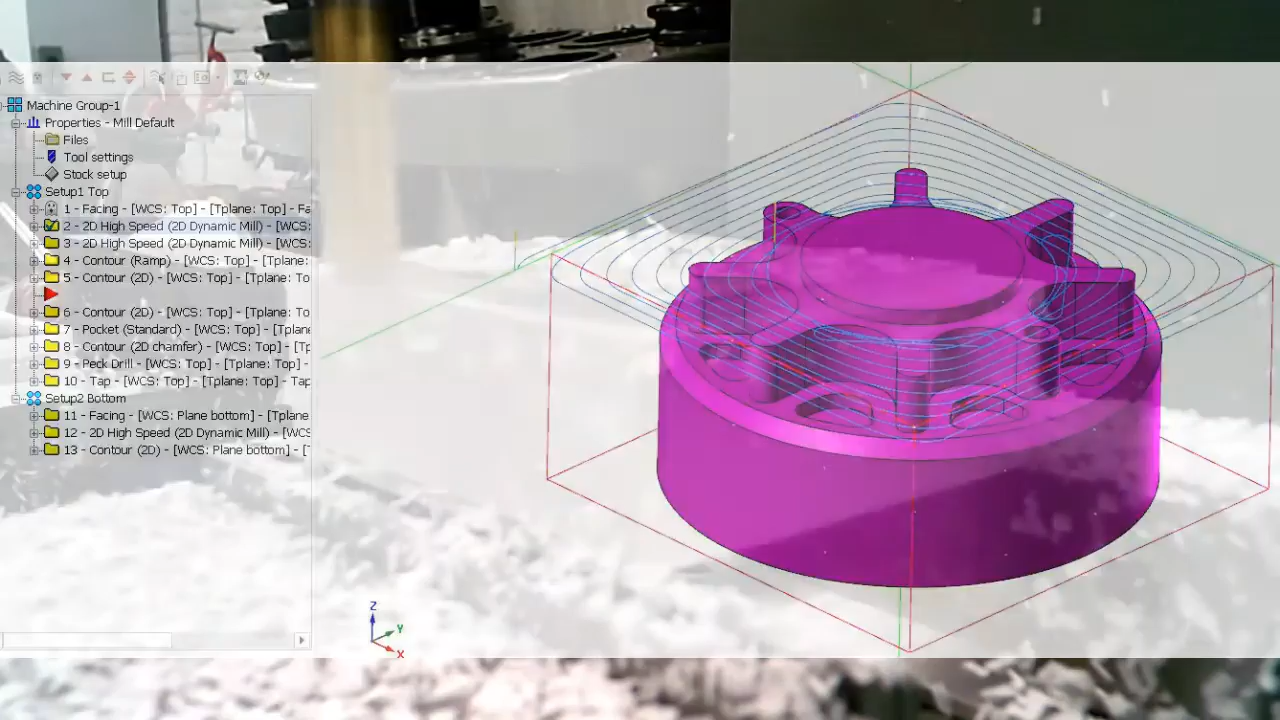 Machine Group-1
Properties - Mill Default
Files
Tool settings
Stock setup
Setup1 Top
1 - Facing - [WCS: Top] - [Tplane: Top] - Fa
2 - 2D High Speed (2D Dynamic Mill) - [WCS:
3 - 2D High Speed (2D Dynamic Mill) - [WCS:
4 - Contour (Ramp) - [WCS: Top] - [Tplane:
5 - Contour (2D) - [WCS: Top] - [Tplane: To
6 - Contour (2D) - [WCS: Top] - [Tplane: To
7 - Pocket (Standard) - [WCS: Top] - [Tplan
8 - Contour (2D chamfer) - [WCS: Top] - [Tp
9 - Peck Drill - [WCS: Top] - [Tplane: Top] -
10 - Tap - [WCS: Top] - [Tplane: Top] - Tap
Setup2 Bottom
11 - Facing - [WCS: Plane bottom] - [Tplane
12 - 2D High Speed (2D Dynamic Mill) - [WCS
13 - Contour (2D) - [WCS: Plane bottom] - [
Z
Y
X